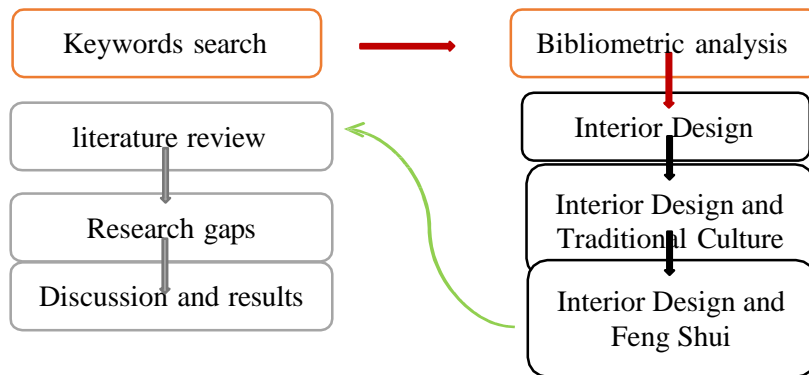 Keywords search
Bibliometric analysis
Interior Design
Interior Design and
Traditional Culture
Interior Design and
Feng Shui
literature review
Research gaps
Discussion and results